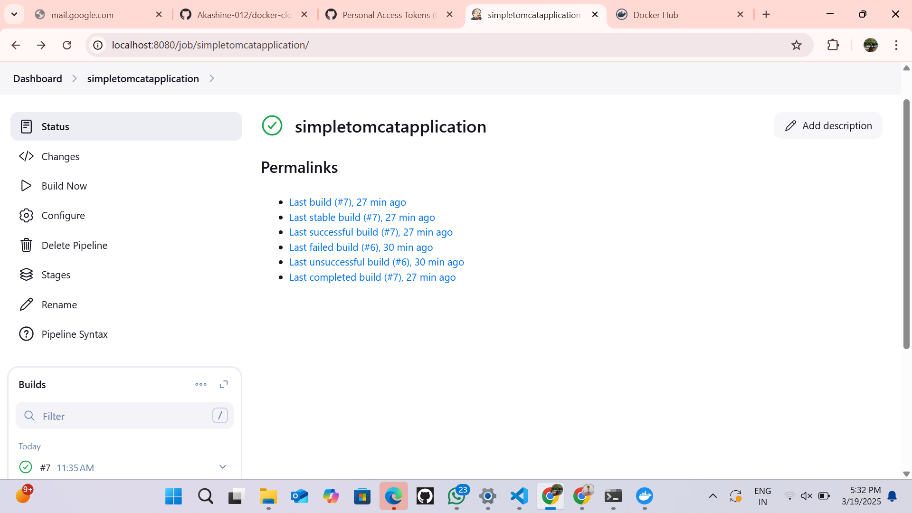 mail.google.com
Akashine-012/docker-clo
Personal Access Tokens (
simpletomcatapplication
Docker Hub
localhost:8080/job/simpletomcatapplication/
Dashboard
simpletomcatapplication
Status
Changes
Build Now
Configure
Delete Pipeline
Stages
Rename
Pipeline Syntax
simpletomcatapplication
Add description
Permalinks
Last build (#7), 27 min ago
Last stable build (#7), 27 min ago
Last successful build (#7), 27 min ago
Last failed build (#6), 30 min ago
Last unsuccessful build (#6), 30 min ago
Last completed build (#7), 27 min ago
Builds
Filter
/
Today
#7 11:35 AM
9+
23
ENG
IN
5:32 PM
3/19/2025